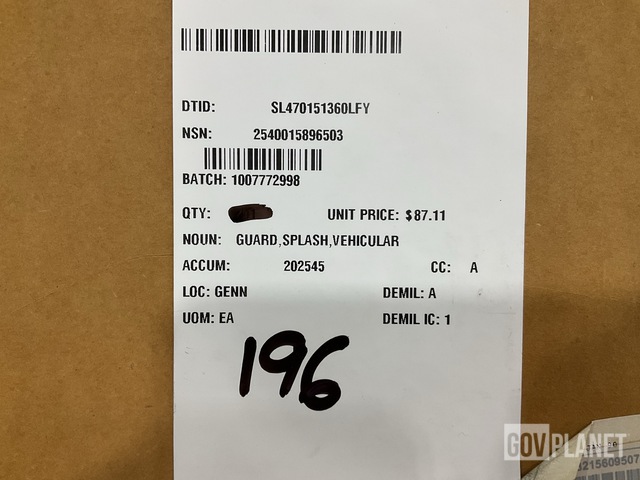 DTID: SL470151360LFY
NSN: 2540015896503
BATCH: 1007772998
QTY: UNIT PRICE: $87.11
NOUN: GUARD,SPLASH,VEHICULAR
ACCUM: 202545 CC: A
LOC: GENN DEMIL: A
UOM: EA DEMIL IC: 1
196
GOVPLANET
3215609507